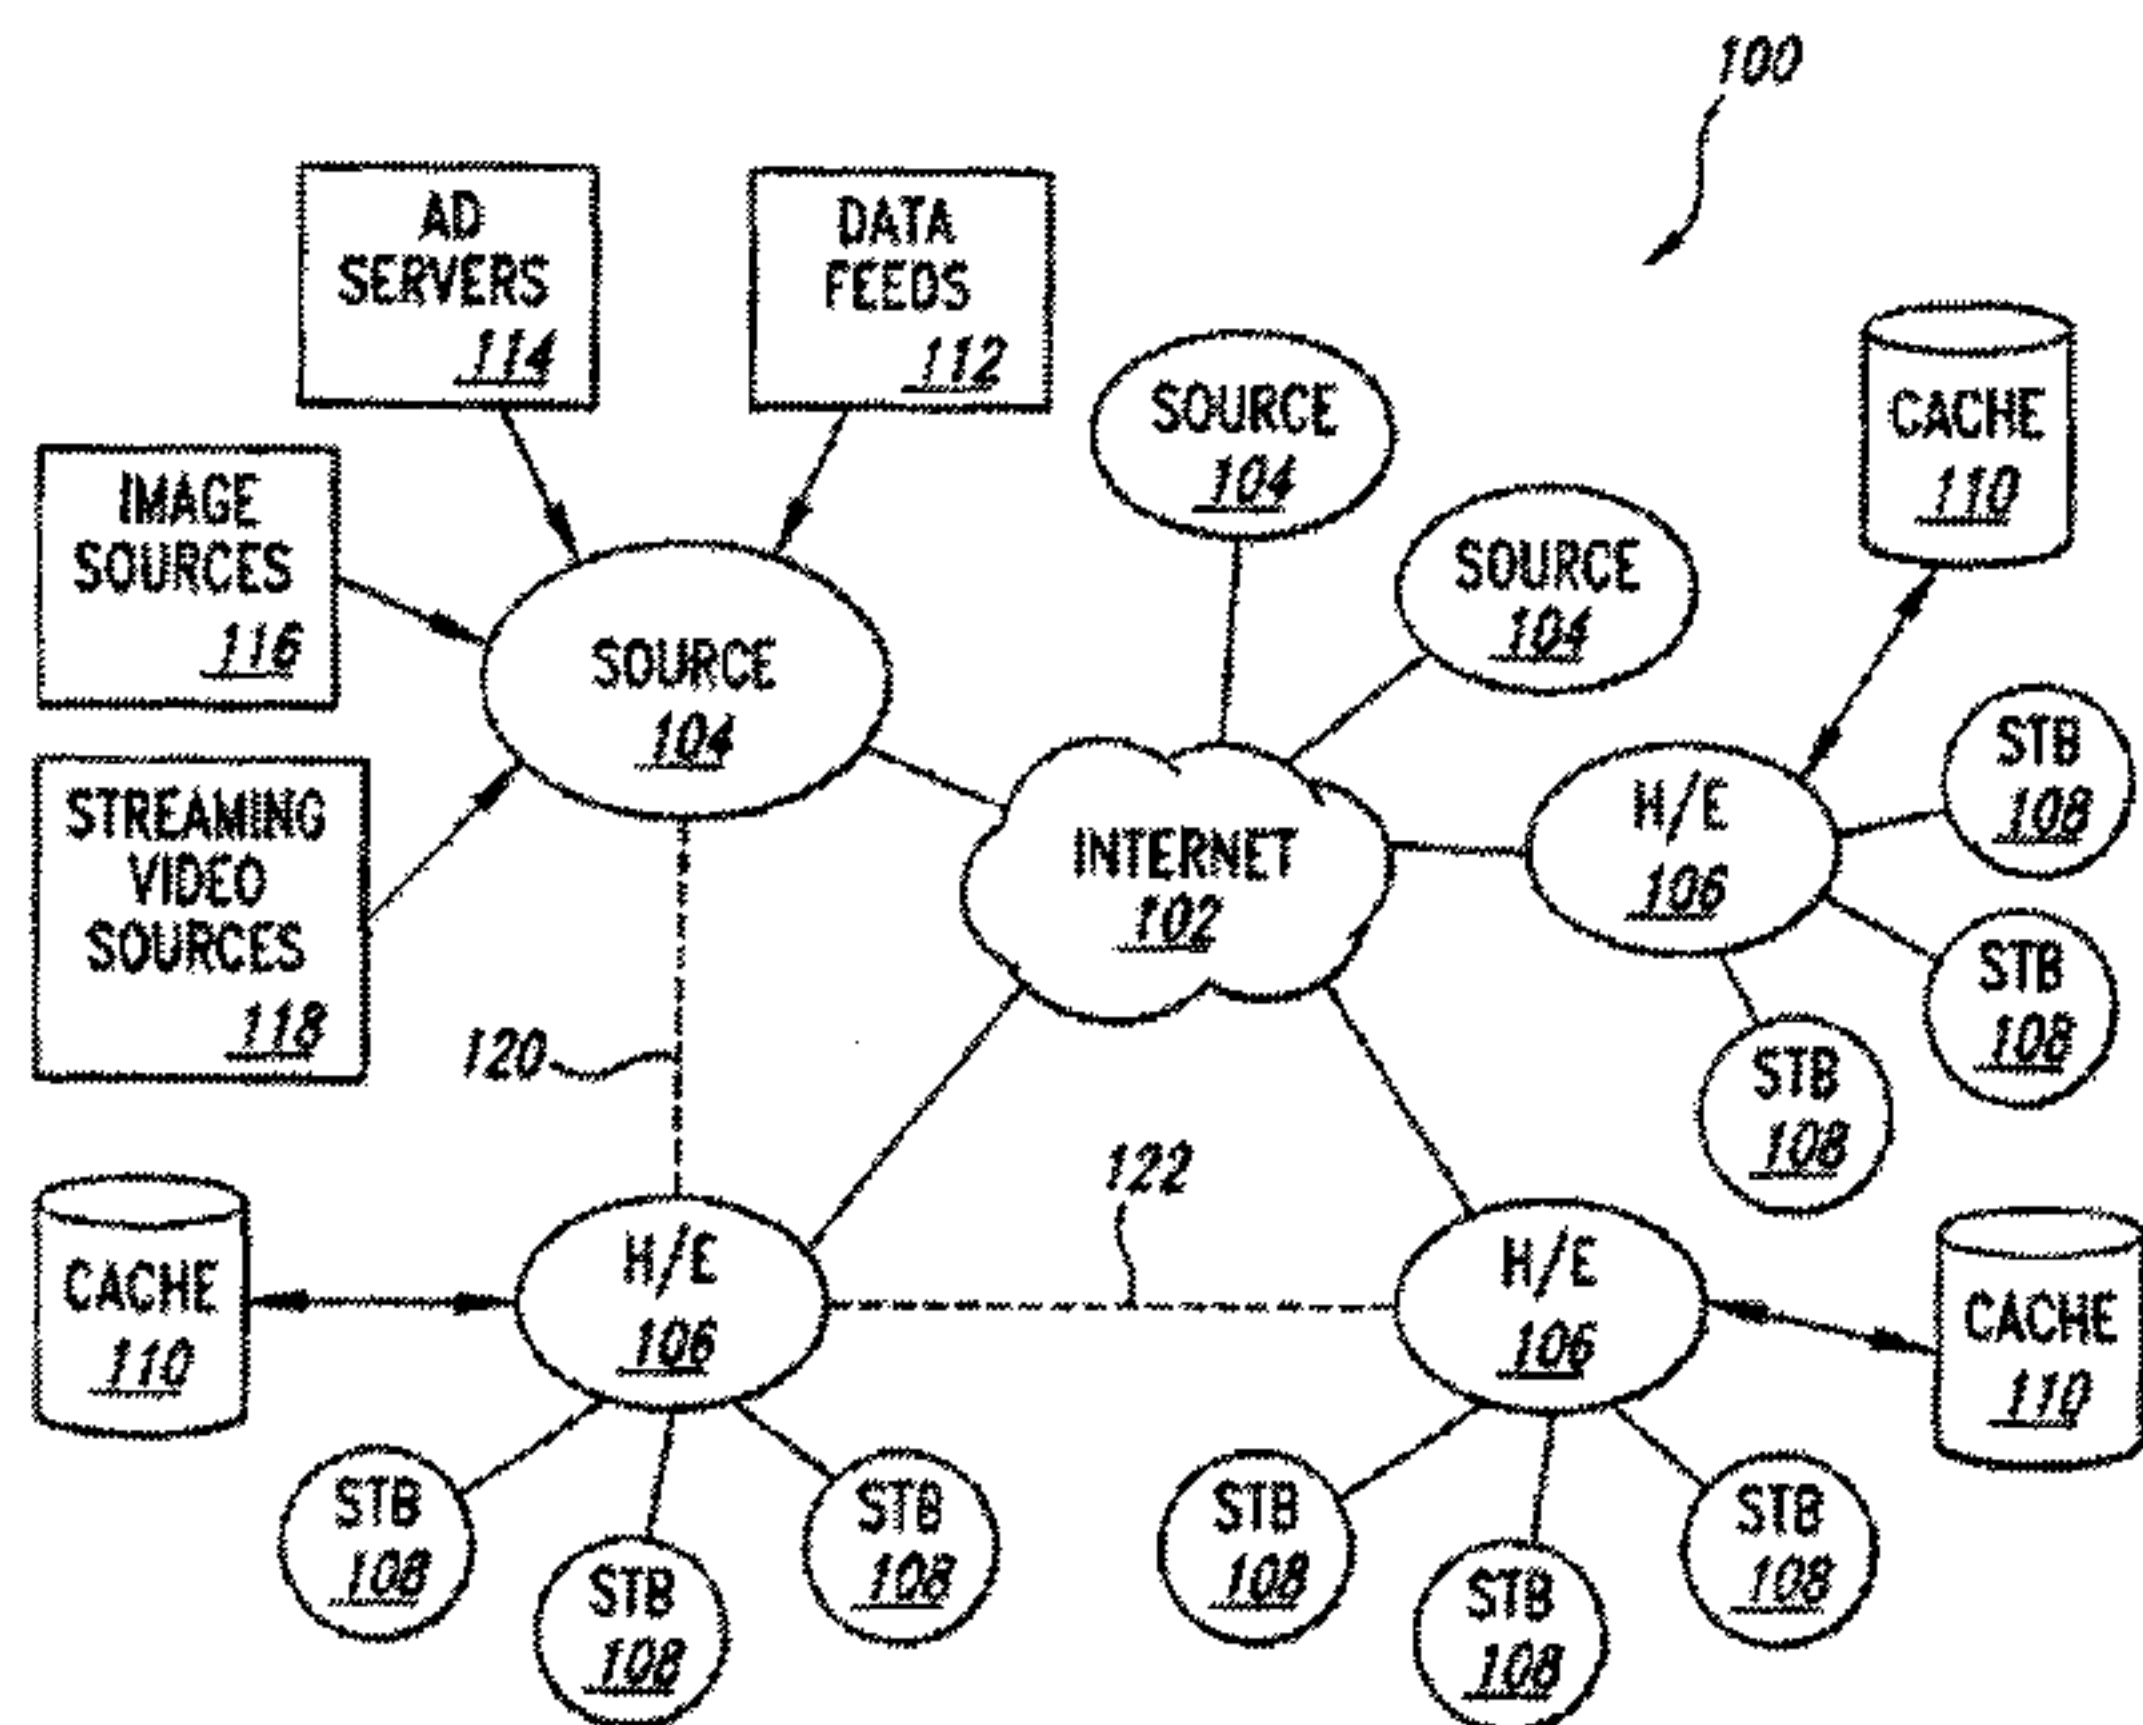 100
AD
SERVERS
114
DATA
FEEDS
112
SOURCE
104
CACHE
110
IMAGE
SOURCES
116
SOURCE
104
SOURCE
104
STB
108
STREAMING
VIDEO
SOURCES
118
INTERNET
102
H/E
106
STB
108
STB
108
120
122
CACHE
110
H/E
106
H/E
106
CACHE
110
STB
108
STB
108
STB
108
STB
108
STB
108
STB
108